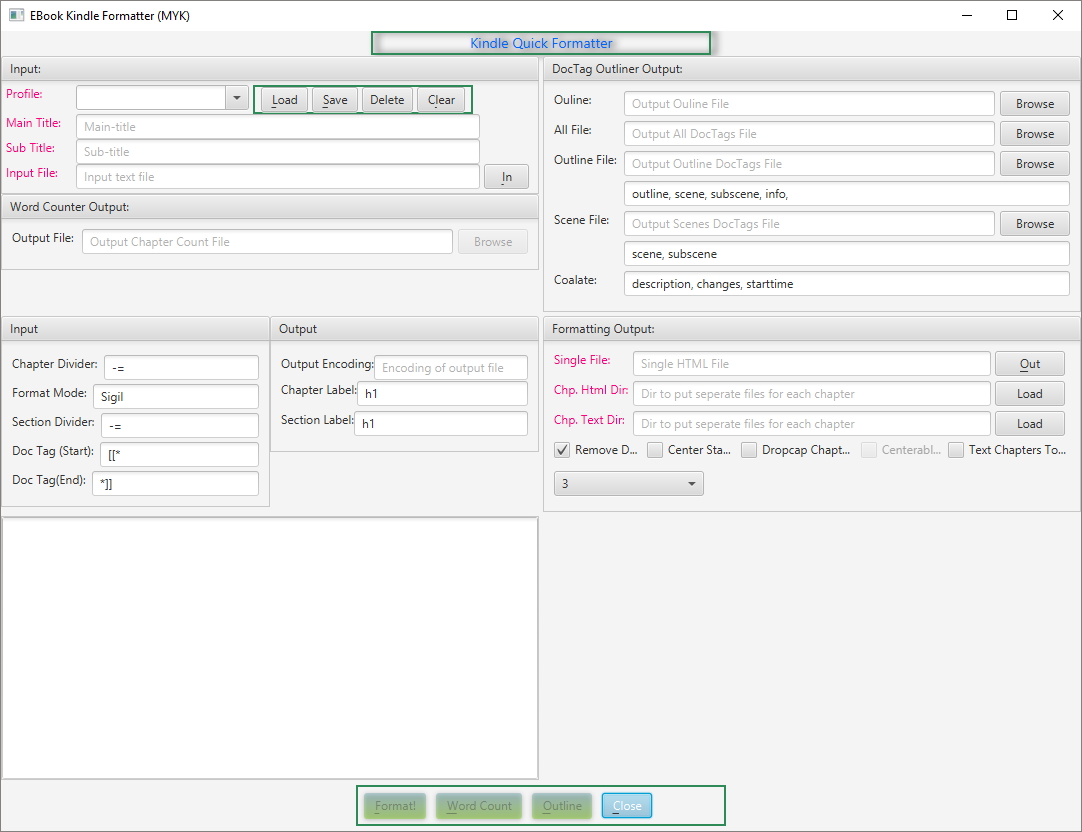 EBook Kindle Formatter (MYK)
Kindle Quick Formatter
Input:
Profile:
Load Save Delete Clear
Main Title: Main-title
Sub Title: Sub-title
Input File: Input text file In
Word Counter Output:
Output File: Output Chapter Count File Browse
DocTag Outliner Output:
Ouline: Output Ouline File Browse
All File: Output All DocTags File Browse
Outline File: Output Outline DocTags File Browse
outline, scene, subscene, info,
Scene File: Output Scenes DocTags File Browse
scene, subscene
Coalate: description, changes, starttime
Input
Chapter Divider: -=
Format Mode: Sigil
Section Divider: -=
Doc Tag (Start): [[*
Doc Tag(End): *]]
Output
Output Encoding: Encoding of output file
Chapter Label: h1
Section Label: h1
Formatting Output:
Single File: Single HTML File Out
Chp. Html Dir: Dir to put seperate files for each chapter Load
Chp. Text Dir: Dir to put seperate files for each chapter Load
Remove D... Center Sta... Dropcap Chapt... Centerabl... Text Chapters To...
3
Format! Word Count Outline Close